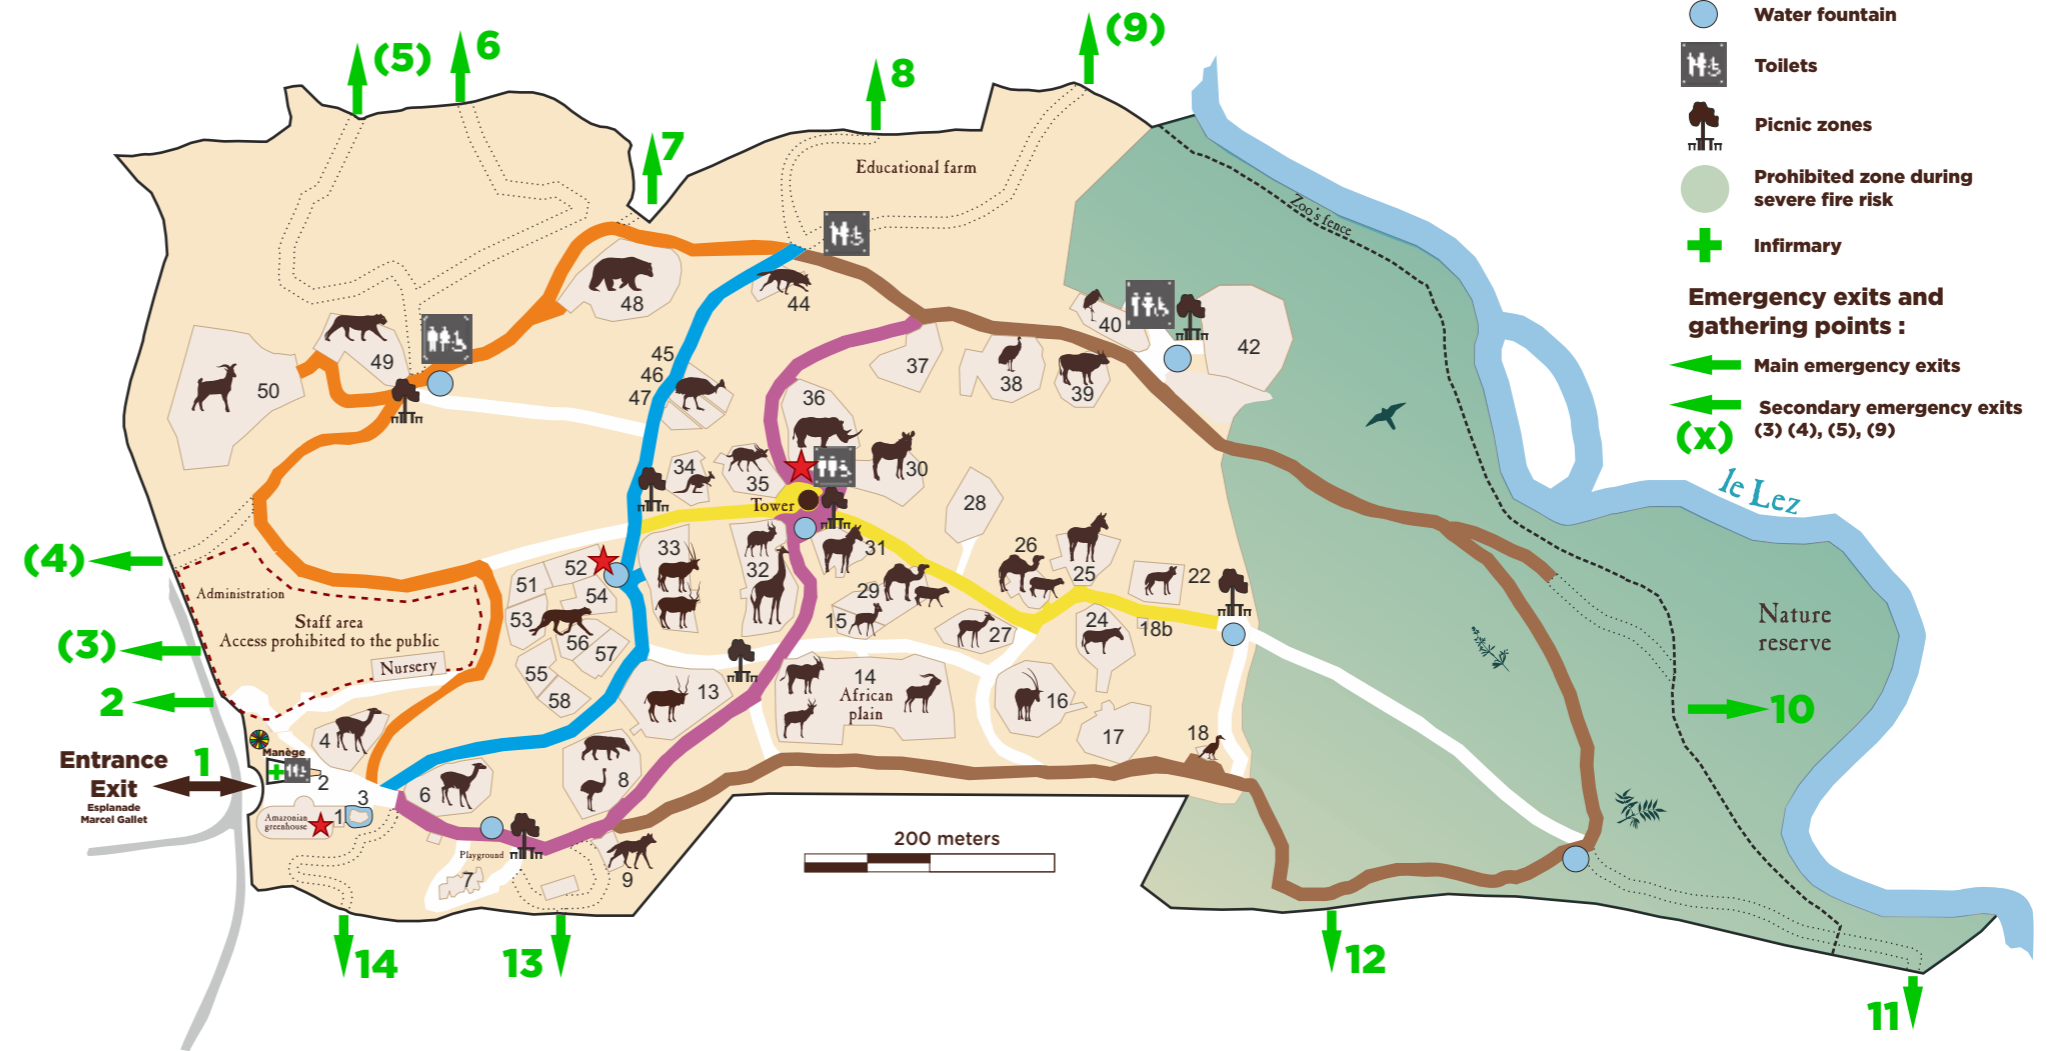 (5)
6
(9)
8
7
Educational farm
Zoo's fence
48
44
49
50
45
46
47
40
42
37
38
39
36
34
35
30
28
Tower
33
32
31
26
25
22
29
15
27
24
18b
51
52
54
53
56
57
55
58
13
14
African
plain
16
17
18
(4)
Administration
Staff area
Access prohibited to the public
Nursery
(3)
2
4
Manège
Entrance
Exit
Esplanade
Marcel Gallet
1
2
3
1
Amazonian
greenhouse
6
8
Playground
7
9
200 meters
14
13
12
11
10
Nature
reserve
le Lez
Water fountain
Toilets
Picnic zones
Prohibited zone during
severe fire risk
Infirmary
Emergency exits and
gathering points :
Main emergency exits
Secondary emergency exits
(x)
(3) (4), (5), (9)